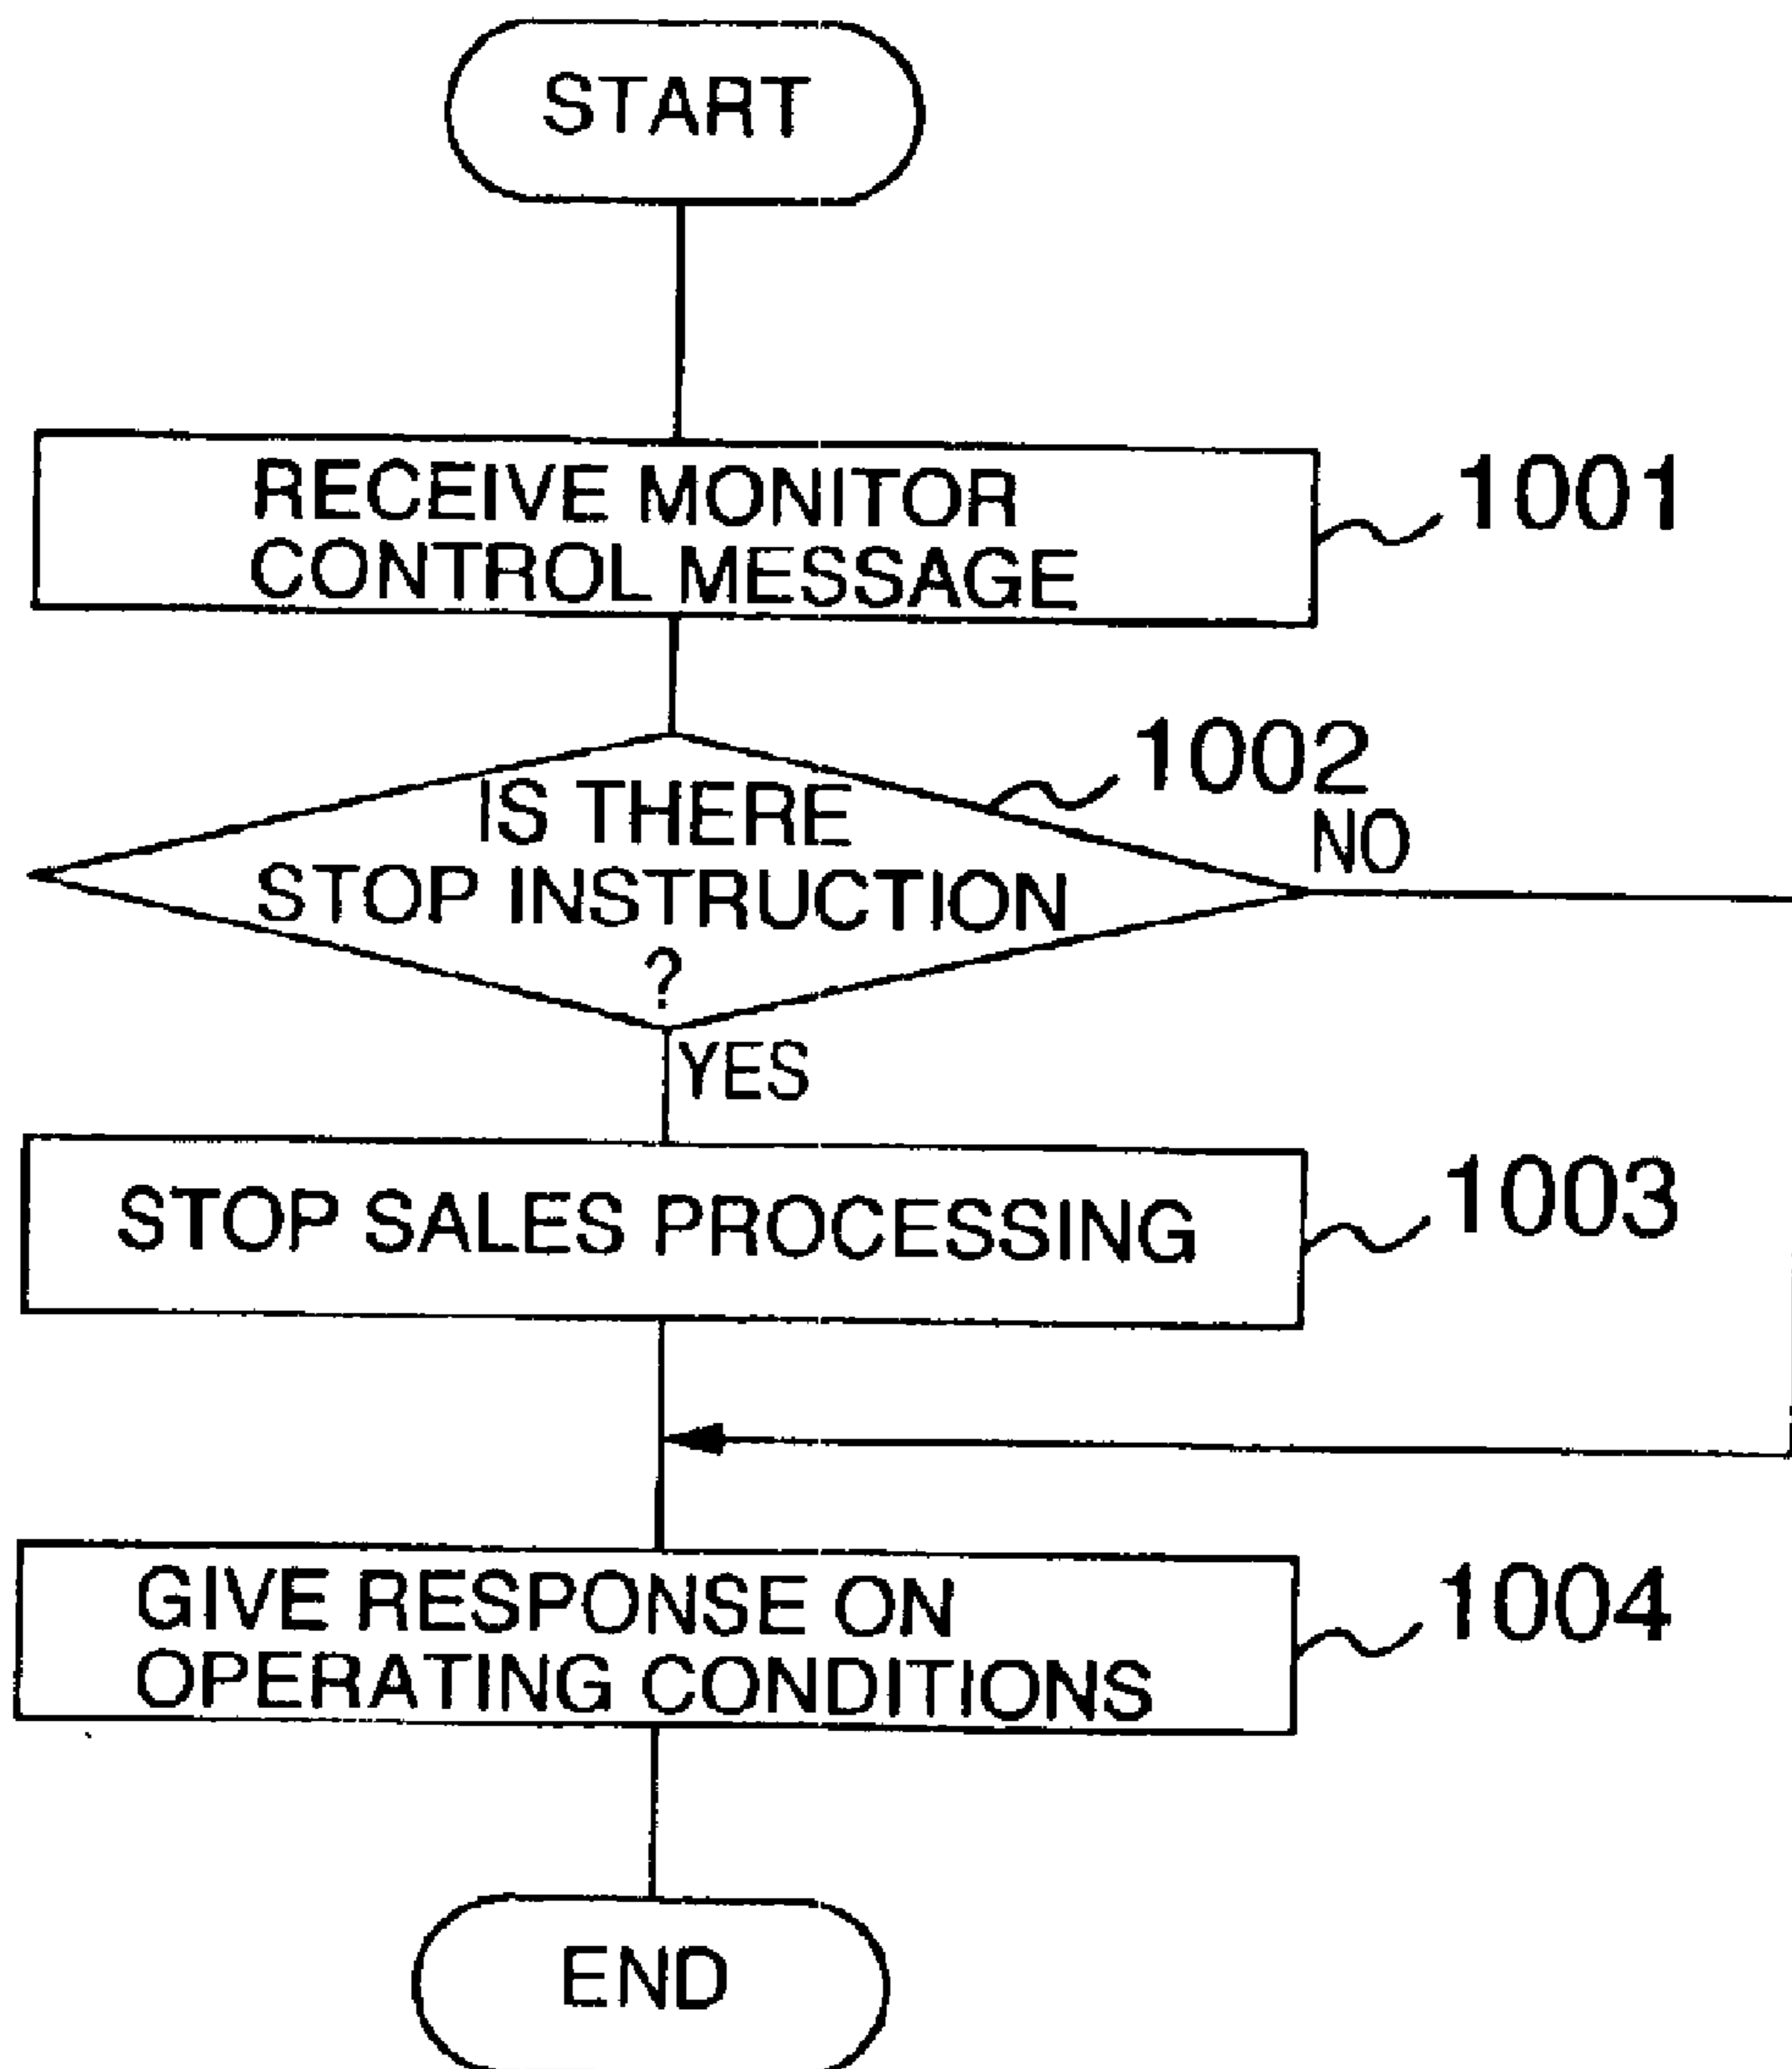 START
RECEIVE MONITOR
CONTROL MESSAGE
1001
1002
IS THERE
STOP INSTRUCTION
?
NO
YES
STOP SALES PROCESSING
1003
GIVE RESPONSE ON
OPERATING CONDITIONS
1004
END